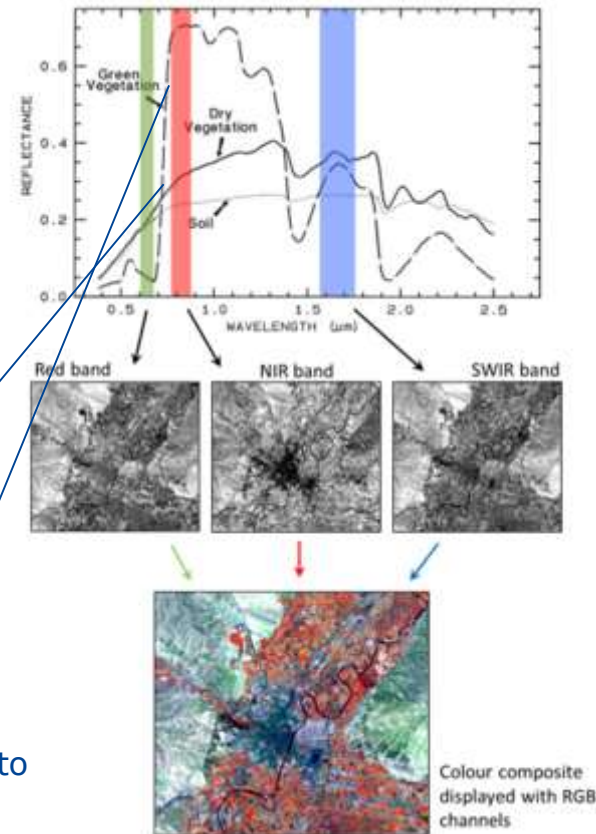 REFLECTANCE
0.6
0.4
0.2
0.0
Green
Vegetation
Dry
Vegetation
Soil
0.5
1.0
1.5
2.0
2.5
WAVELENGTH (μm)
Red band
NIR band
SWIR band
to
Colour composite
displayed with RGB
channels